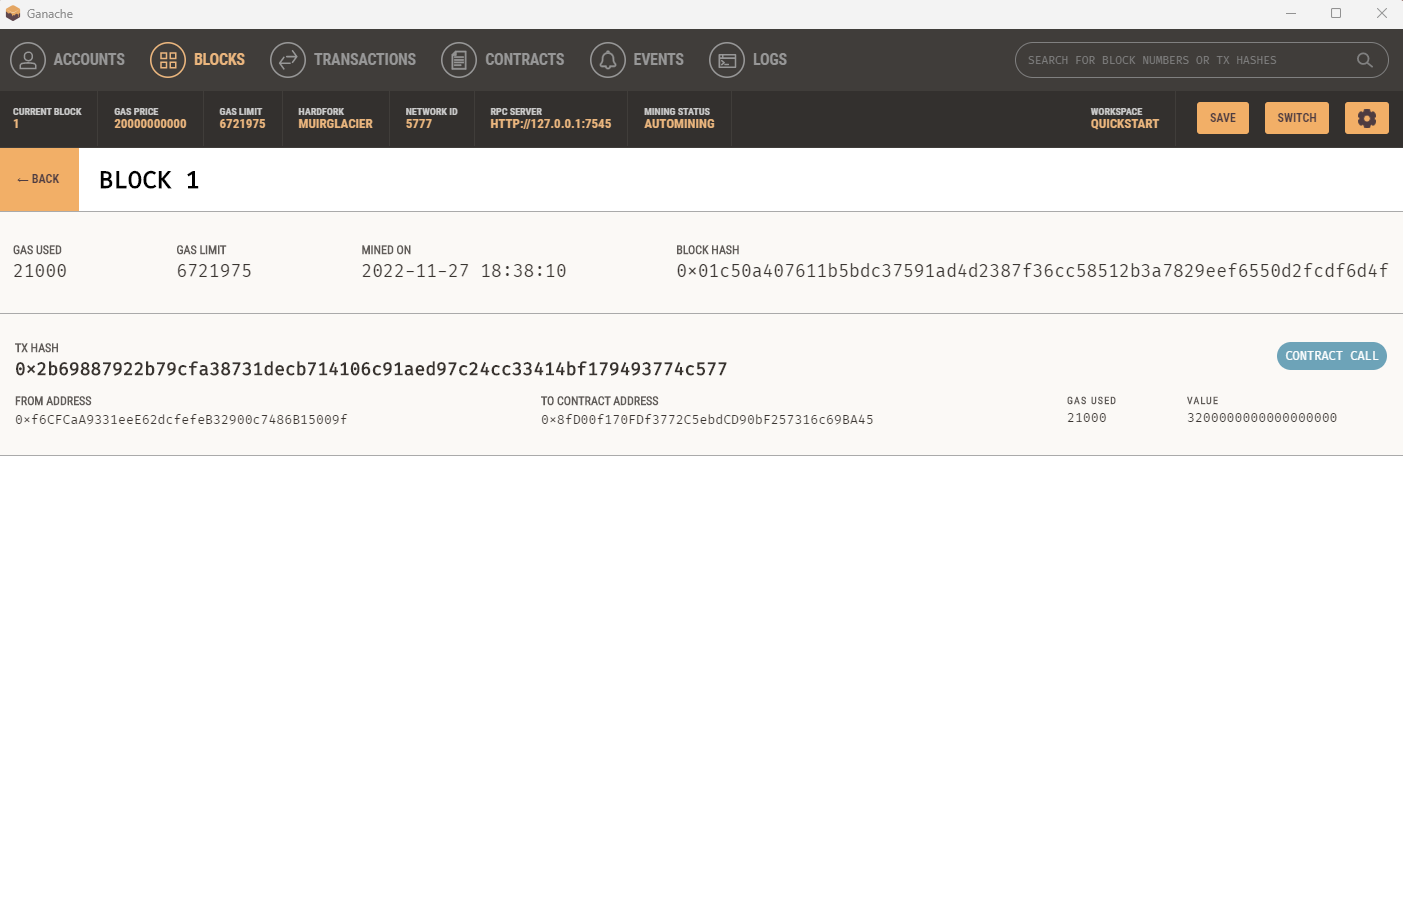 Ganache
ACCOUNTS BLOCKS TRANSACTIONS CONTRACTS EVENTS LOGS SEARCH FOR BLOCK NUMBERS OR TX HASHES
CURRENT BLOCK GAS PRICE GAS LIMIT HARDFORK NETWORK ID RPC SERVER MINING STATUS WORKSPACE
1 20000000000 6721975 MUIRGLACIER 5777 HTTP://127.0.0.1:7545 AUTOMINING QUICKSTART SAVE SWITCH
← BACK BLOCK 1
GAS USED GAS LIMIT MINED ON BLOCK HASH
21000 6721975 2022-11-27 18:38:10 0×01c50a407611b5bdc37591ad4d2387f36cc58512b3a7829eef6550d2fcdf6d4f
TX HASH
0×2b69887922b79cfa38731decb714106c91aed97c24cc33414bf179493774c577 CONTRACT CALL
FROM ADDRESS TO CONTRACT ADDRESS GAS USED VALUE
0×f6CFCaA9331eeE62dcfefeB32900c7486B15009f 0×8fD00f170FDf3772C5ebdCD90bF257316c69BA45 21000 3200000000000000000